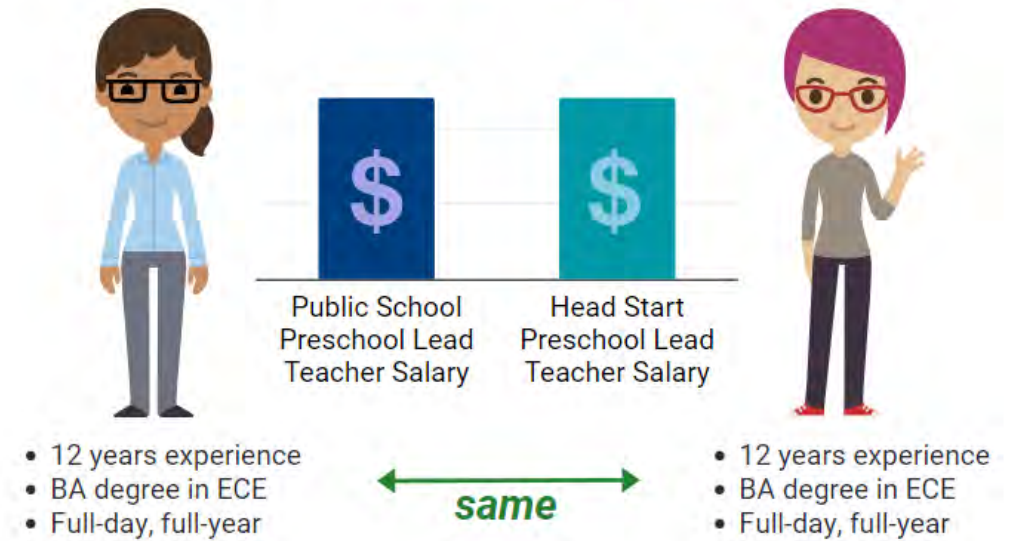 $
$
Public School
Preschool Lead
Teacher Salary
Head Start
Preschool Lead
Teacher Salary
• 12 years experience
• BA degree in ECE
• Full-day, full-year
same
• 12 years experience
• BA degree in ECE
• Full-day, full-year